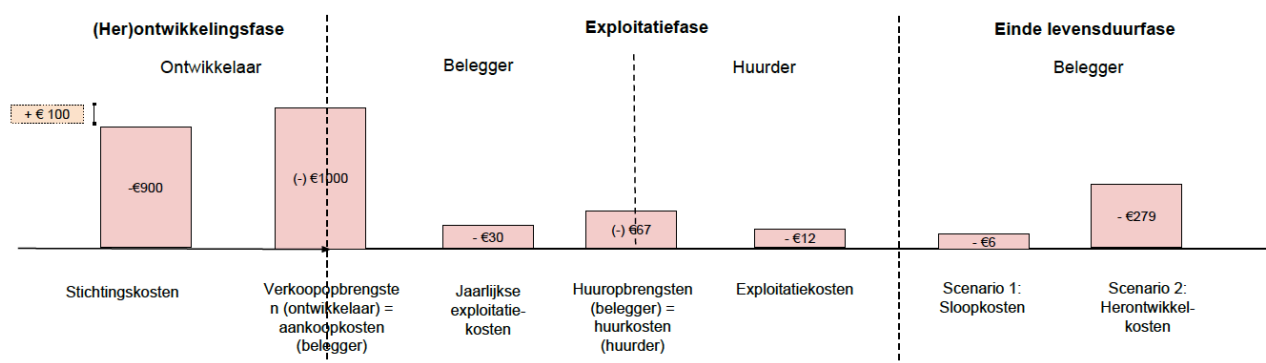 (Her)ontwikkelingsfase
Exploitatiefase
Einde levensduurfase
Ontwikkelaar
Belegger
Huurder
Belegger
+ € 100
-€900
(-) €1000
- €30
(-) €67
- €12
- €6
- €279
Stichtingskosten
Verkoopopbrengste
n (ontwikkelaar) =
aankoopkosten
(belegger)
Jaarlijkse
exploitatie-
kosten
Huuropbrengsten
(belegger) =
huurkosten
(huurder)
Exploitatiekosten
Scenario 1:
Sloopkosten
Scenario 2:
Herontwikkel-
kosten